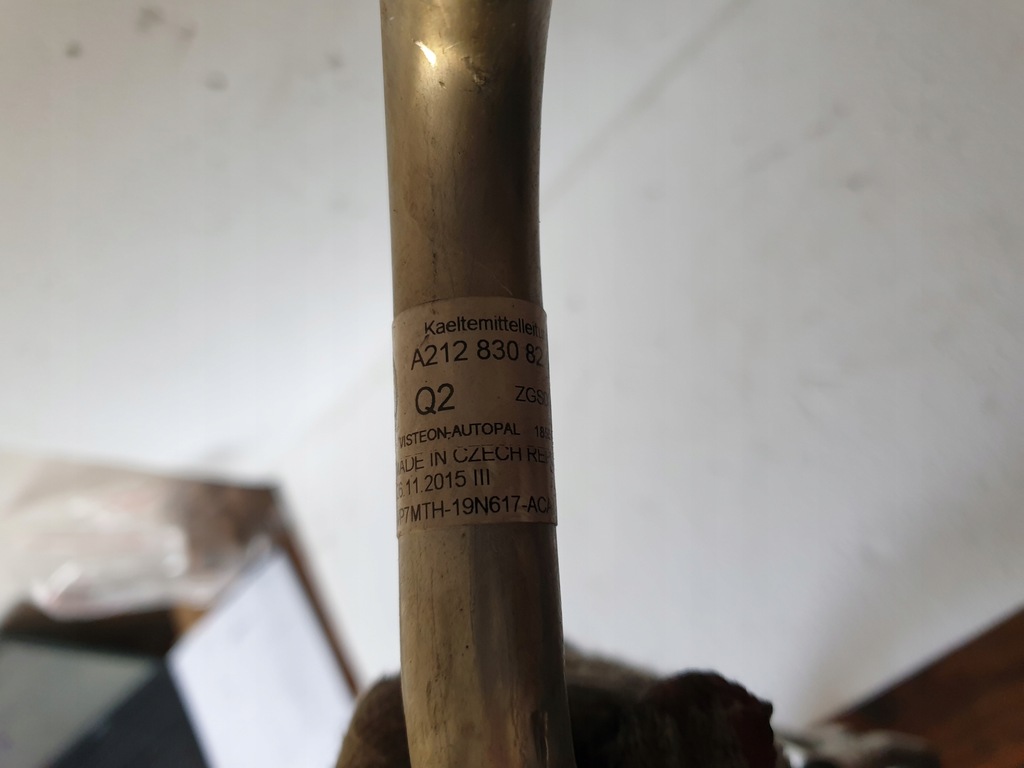 Kaeltemittelleitu
A212 830 82
Q2 ZGS
VISTEON-AUTOPAL 18
ADE IN CZECH RE
6.11.2015 III
P7MTH-19N617-AC